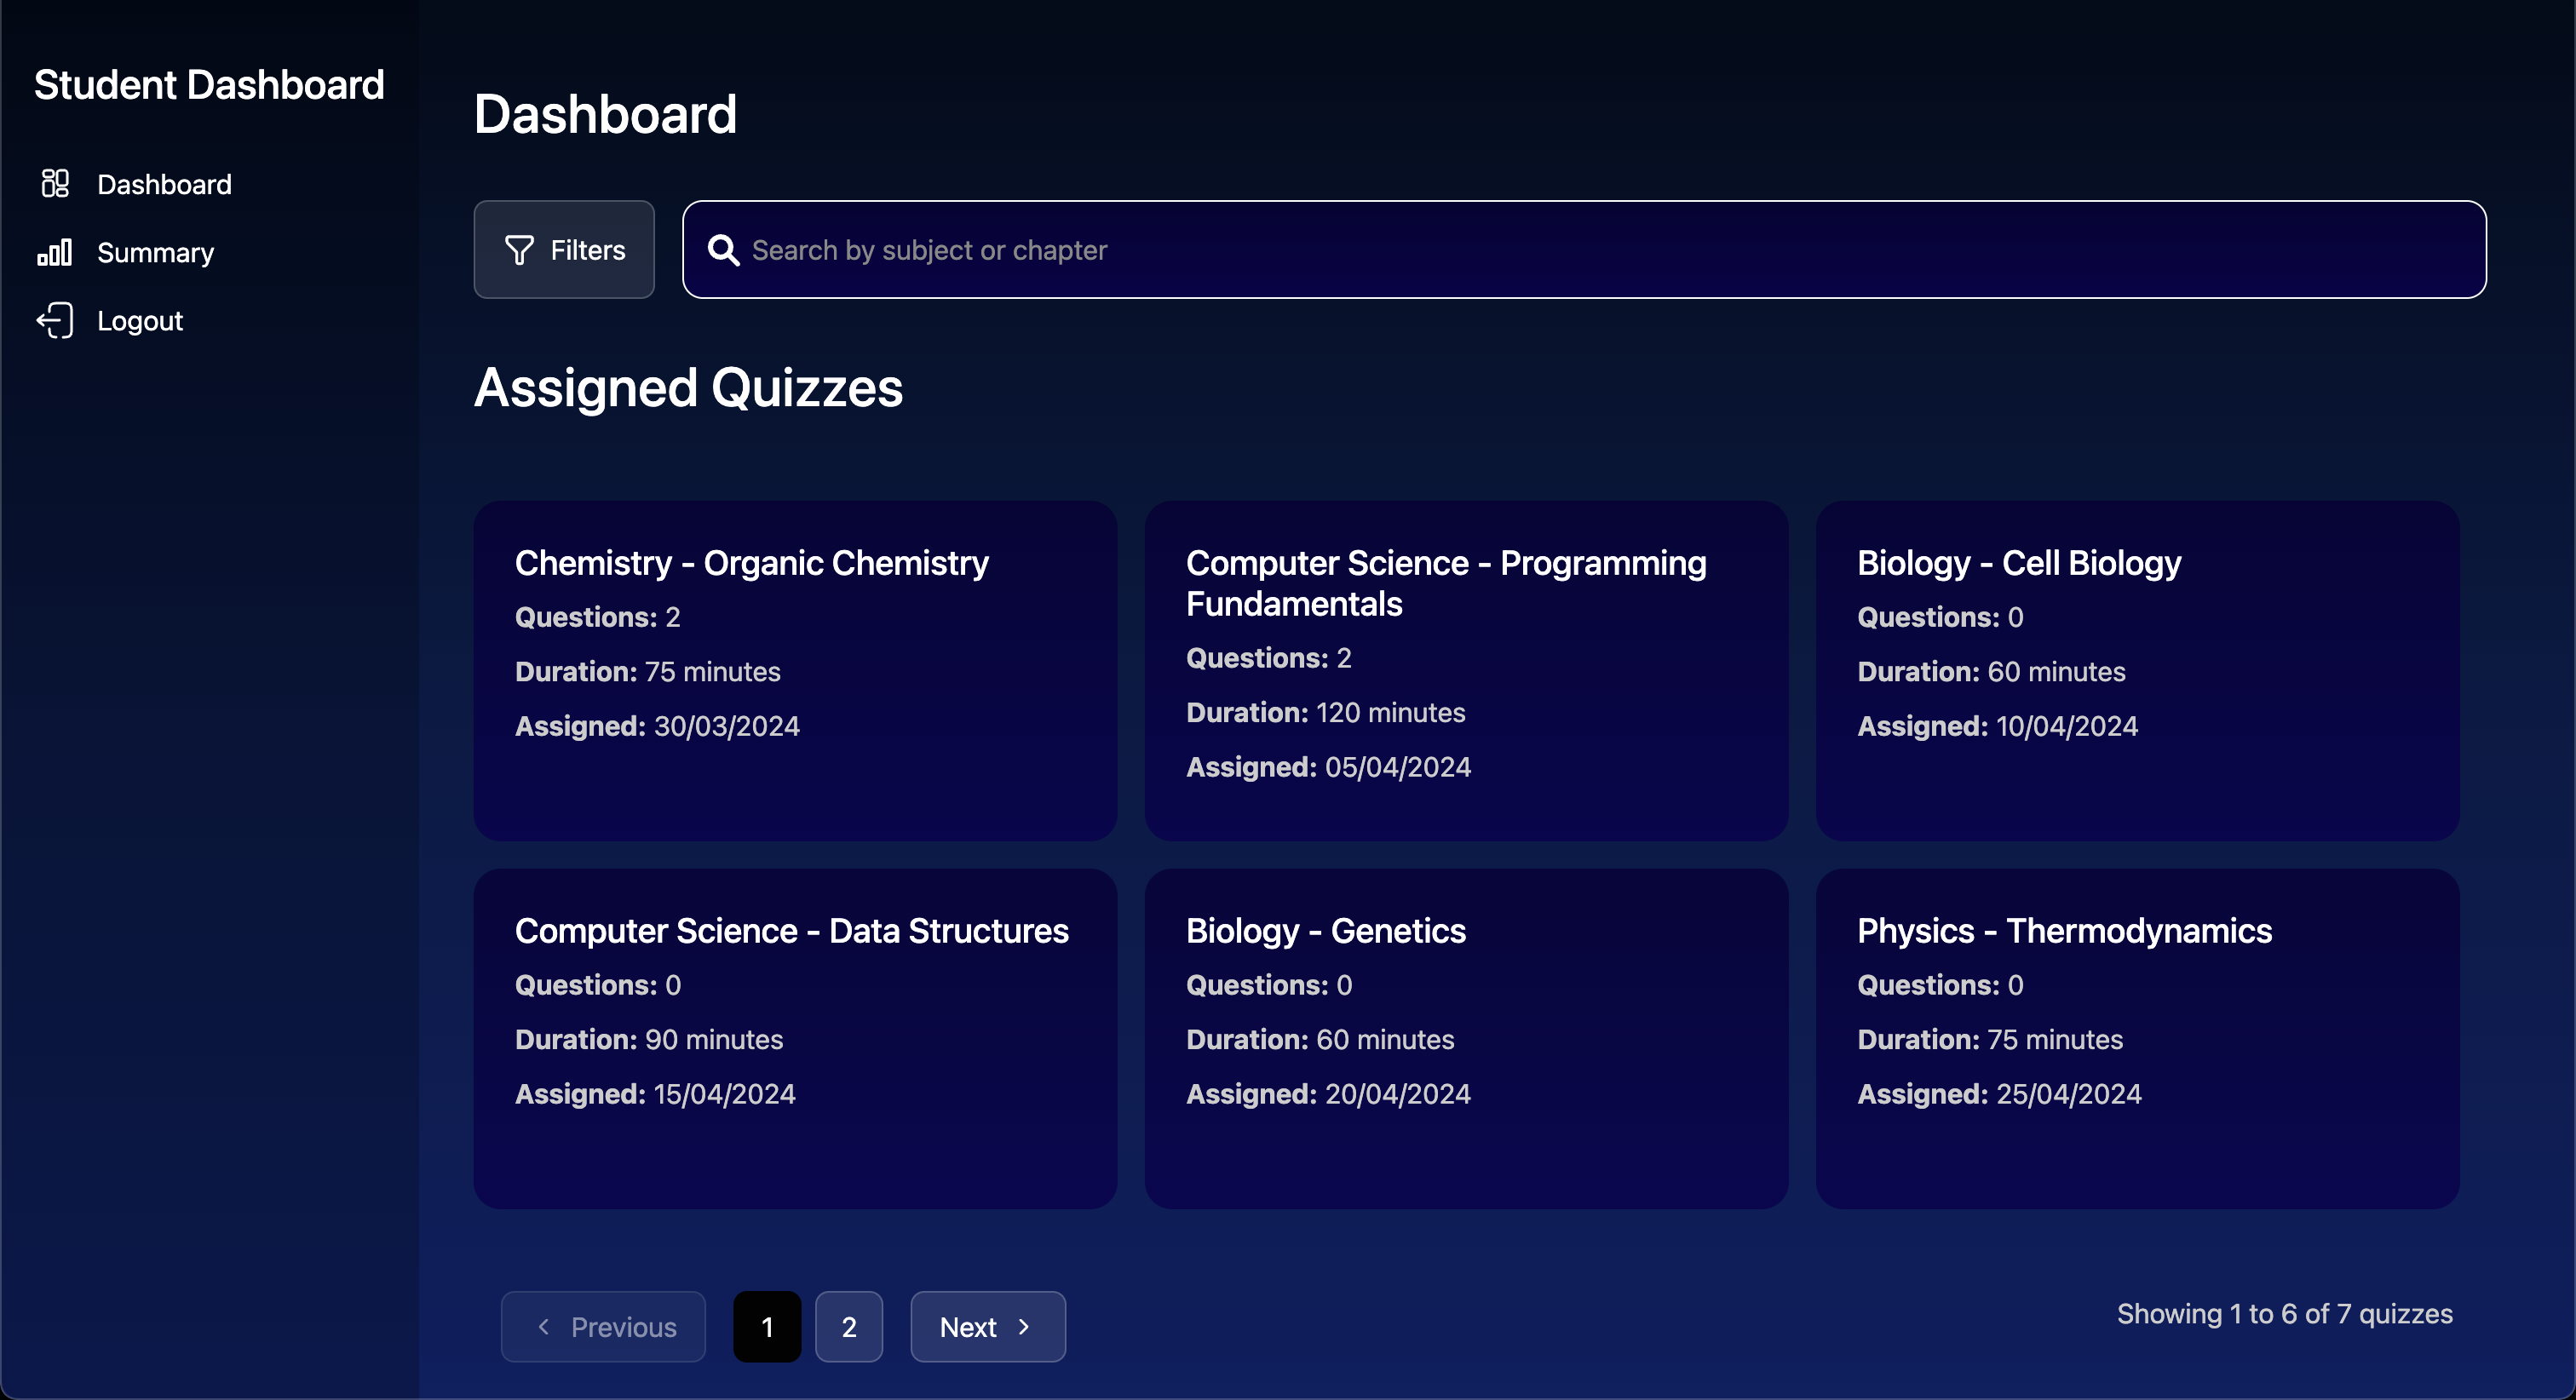 Student Dashboard
Dashboard
Summary
Logout
Dashboard
Filters
Search by subject or chapter
Assigned Quizzes
Chemistry - Organic Chemistry
Questions: 2
Duration: 75 minutes
Assigned: 30/03/2024
Computer Science - Programming
Fundamentals
Questions: 2
Duration: 120 minutes
Assigned: 05/04/2024
Biology - Cell Biology
Questions: 0
Duration: 60 minutes
Assigned: 10/04/2024
Computer Science - Data Structures
Questions: 0
Duration: 90 minutes
Assigned: 15/04/2024
Biology - Genetics
Questions: 0
Duration: 60 minutes
Assigned: 20/04/2024
Physics - Thermodynamics
Questions: 0
Duration: 75 minutes
Assigned: 25/04/2024
Previous 1 2 Next
Showing 1 to 6 of 7 quizzes